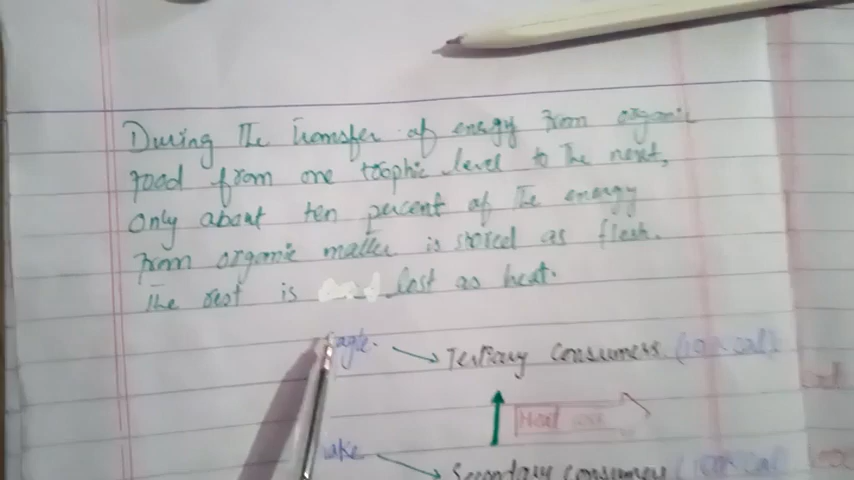 During The Transfer of energy From organic
Food from one trophic level to The next,
Only about ten percent of The energy
From organic matter is stored as flesh.
The rest is lost as heat.
Eagle. Tertiary Consumers
Heat
Secondary Consumer